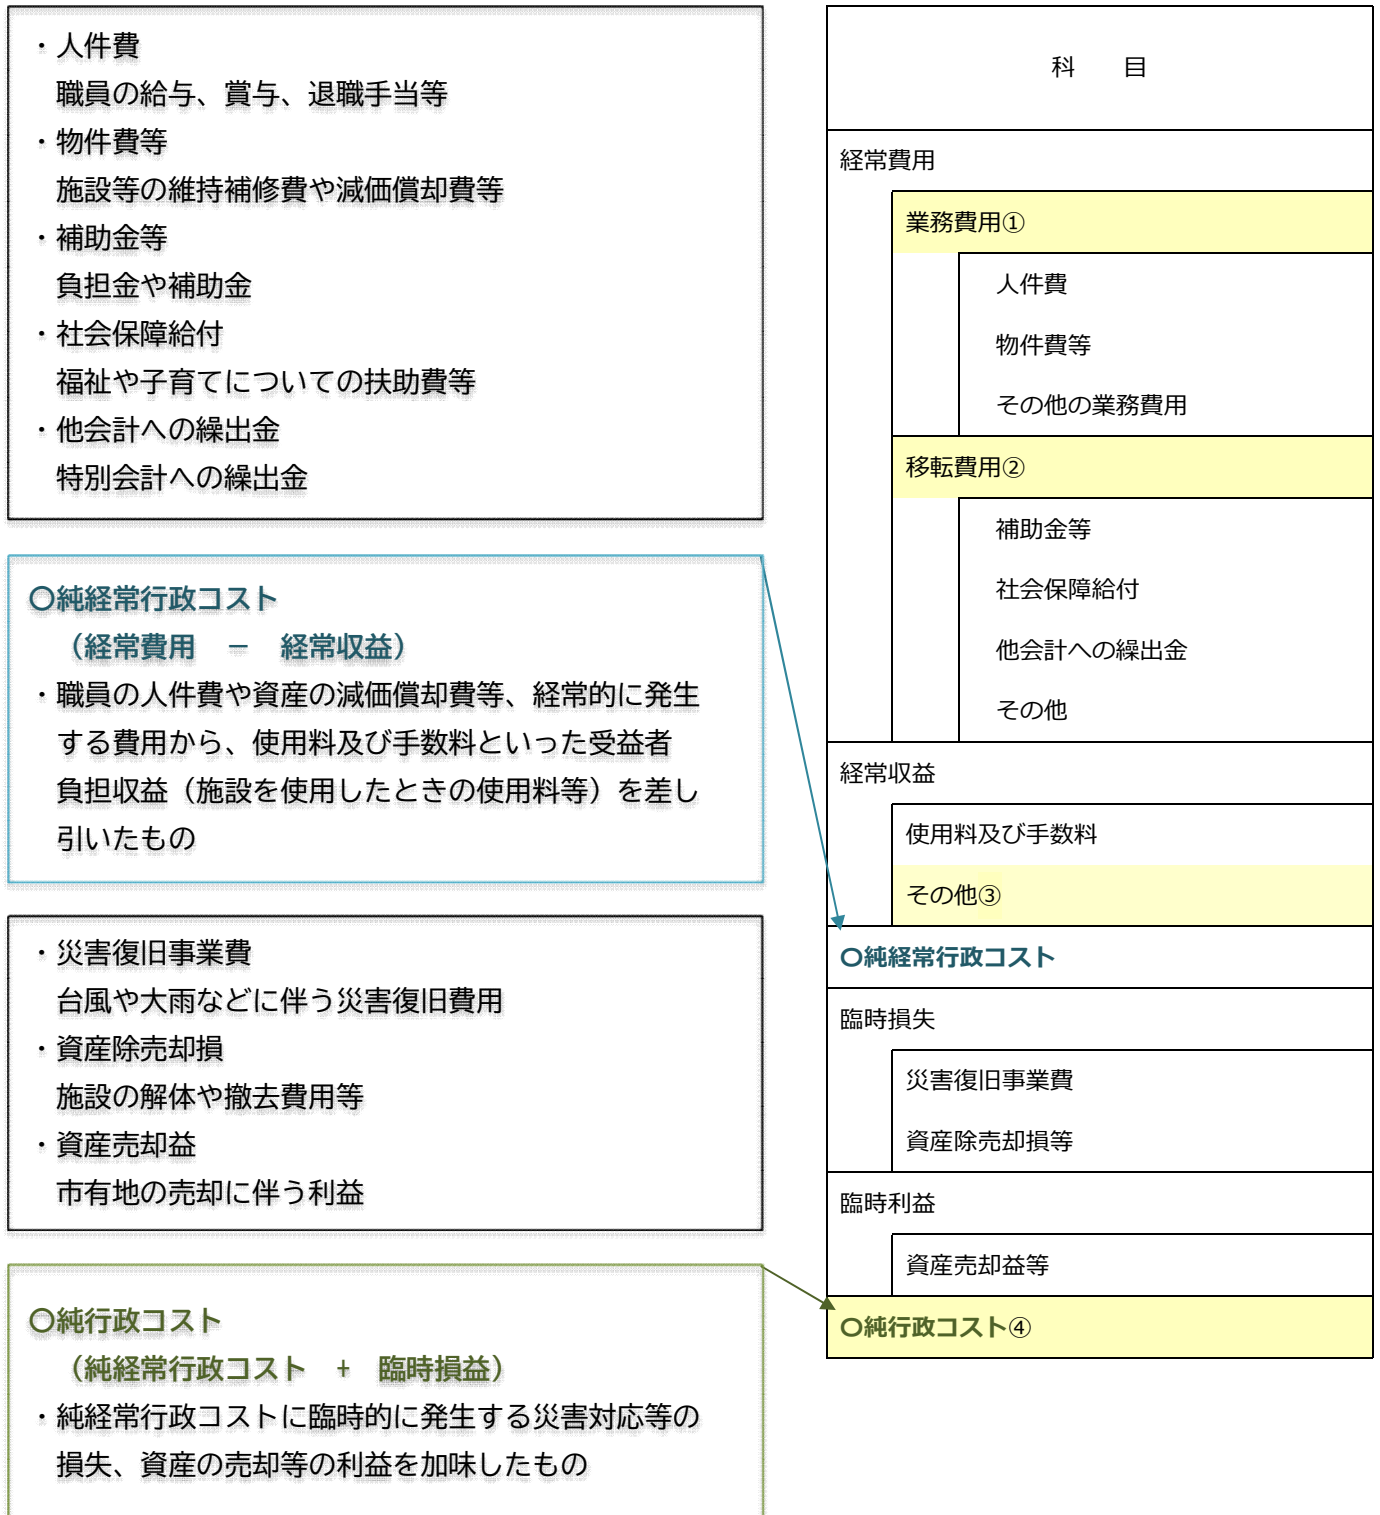 ・人件費
職員の給与、賞与、退職手当等
・物件費等
施設等の維持補修費や減価償却費等
・補助金等
負担金や補助金
・社会保障給付
福祉や子育てについての扶助費等
・他会計への繰出金
特別会計への繰出金
〇純経常行政コスト
（経常費用　－　経常収益）
・職員の人件費や資産の減価償却費等、経常的に発生
する費用から、使用料及び手数料といった受益者
負担収益（施設を使用したときの使用料等）を差し
引いたもの
・災害復旧事業費
台風や大雨などに伴う災害復旧費用
・資産除売却損
施設の解体や撤去費用等
・資産売却益
市有地の売却に伴う利益
〇純行政コスト
（純経常行政コスト　+　臨時損益）
・純経常行政コストに臨時的に発生する災害対応等の
損失、資産の売却等の利益を加味したもの
科　目
経常費用
業務費用①
人件費
物件費等
その他の業務費用
移転費用②
補助金等
社会保障給付
他会計への繰出金
その他
経常収益
使用料及び手数料
その他③
〇純経常行政コスト
臨時損失
災害復旧事業費
資産除売却損等
臨時利益
資産売却益等
〇純行政コスト④